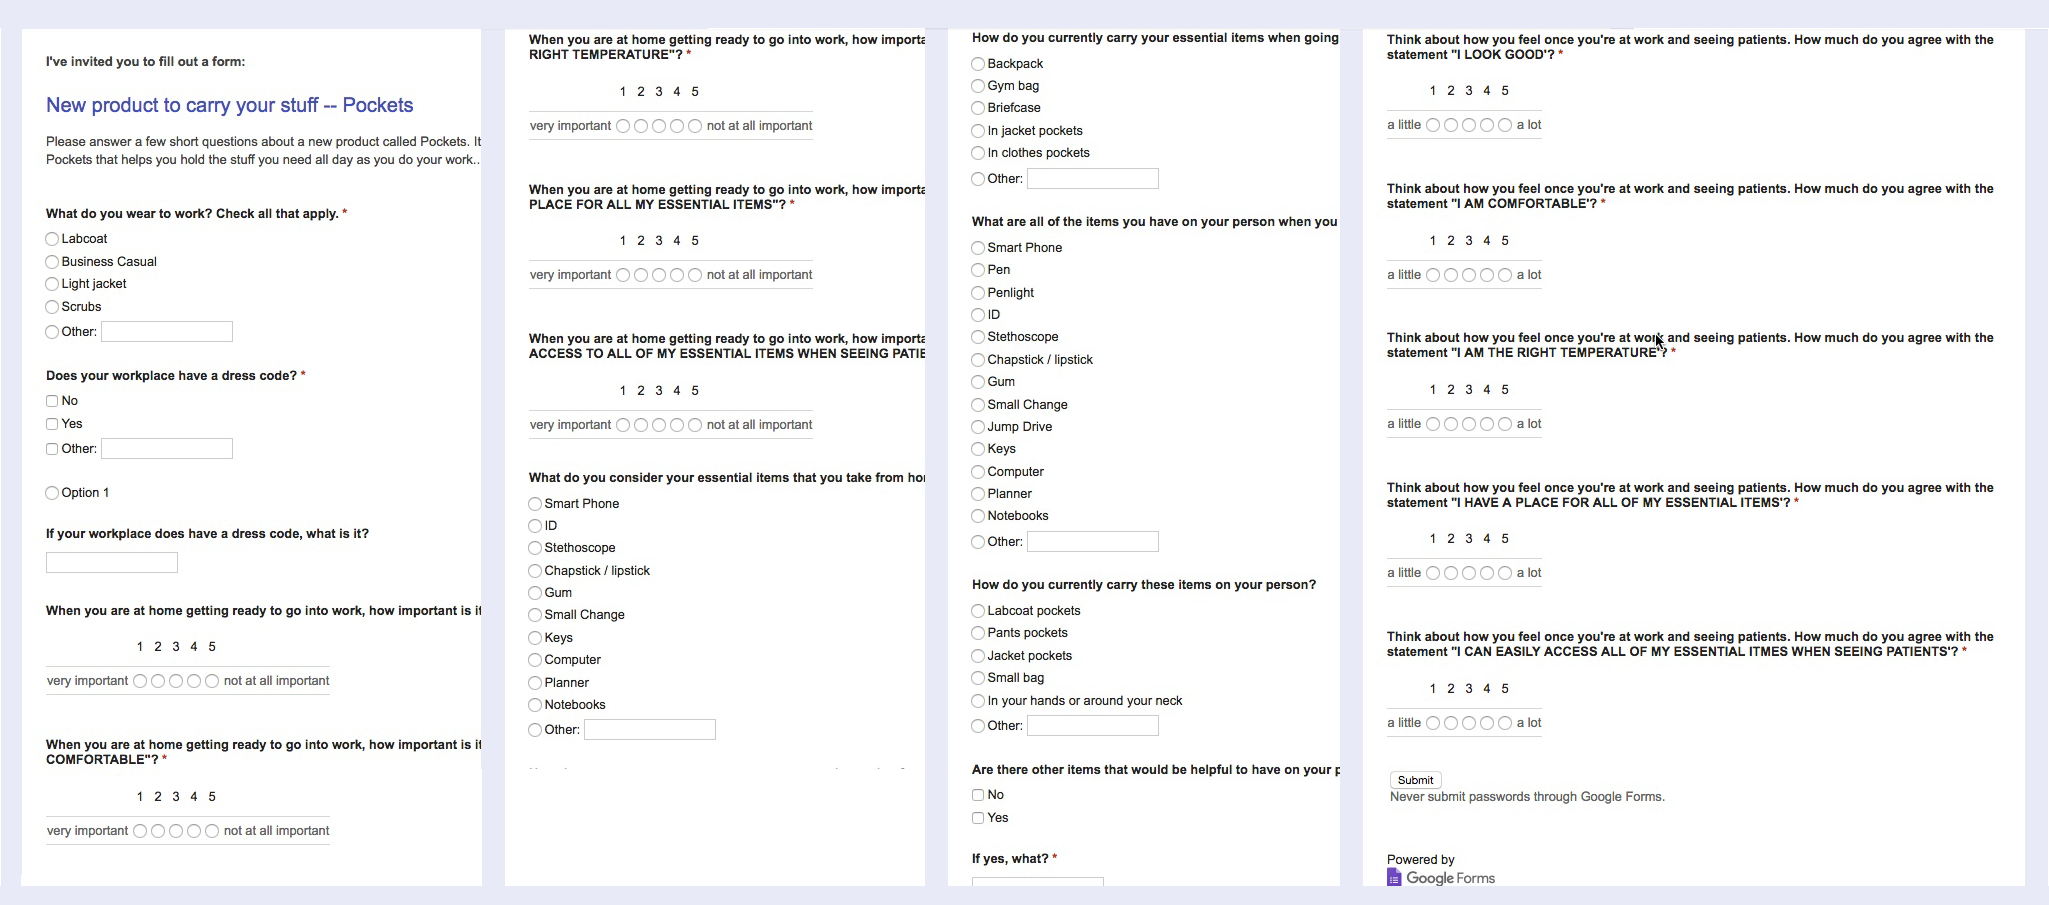 I've invited you to fill out a form:
New product to carry your stuff -- Pockets
Please answer a few short questions about a new product called Pockets. It
Pockets that helps you hold the stuff you need all day as you do your work..
What do you wear to work? Check all that apply. *
Labcoat
Business Casual
Light jacket
Scrubs
Other:
Does your workplace have a dress code? *
No
Yes
Other:
Option 1
If your workplace does have a dress code, what is it?
When you are at home getting ready to go into work, how important is it
1 2 3 4 5
very important not at all important
When you are at home getting ready to go into work, how important is it
COMFORTABLE"? *
1 2 3 4 5
very important not at all important
When you are at home getting ready to go into work, how importa
RIGHT TEMPERATURE"? *
1 2 3 4 5
very important not at all important
When you are at home getting ready to go into work, how importa
PLACE FOR ALL MY ESSENTIAL ITEMS"? *
1 2 3 4 5
very important not at all important
When you are at home getting ready to go into work, how importa
ACCESS TO ALL OF MY ESSENTIAL ITEMS WHEN SEEING PATIE
1 2 3 4 5
very important not at all important
What do you consider your essential items that you take from ho
Smart Phone
ID
Stethoscope
Chapstick / lipstick
Gum
Small Change
Keys
Computer
Planner
Notebooks
Other:
How do you currently carry your essential items when going
Backpack
Gym bag
Briefcase
In jacket pockets
In clothes pockets
Other:
What are all of the items you have on your person when you
Smart Phone
Pen
Penlight
ID
Stethoscope
Chapstick / lipstick
Gum
Small Change
Jump Drive
Keys
Computer
Planner
Notebooks
Other:
How do you currently carry these items on your person?
Labcoat pockets
Pants pockets
Jacket pockets
Small bag
In your hands or around your neck
Other:
Are there other items that would be helpful to have on your p
No
Yes
If yes, what? *
Think about how you feel once you're at work and seeing patients. How much do you agree with the
statement "I LOOK GOOD'? *
1 2 3 4 5
a little a lot
Think about how you feel once you're at work and seeing patients. How much do you agree with the
statement "I AM COMFORTABLE'? *
1 2 3 4 5
a little a lot
Think about how you feel once you're at work and seeing patients. How much do you agree with the
statement "I AM THE RIGHT TEMPERATURE'? *
1 2 3 4 5
a little a lot
Think about how you feel once you're at work and seeing patients. How much do you agree with the
statement "I HAVE A PLACE FOR ALL OF MY ESSENTIAL ITEMS'? *
1 2 3 4 5
a little a lot
Think about how you feel once you're at work and seeing patients. How much do you agree with the
statement "I CAN EASILY ACCESS ALL OF MY ESSENTIAL ITMES WHEN SEEING PATIENTS'? *
1 2 3 4 5
a little a lot
Submit
Never submit passwords through Google Forms.
Powered by
Google Forms